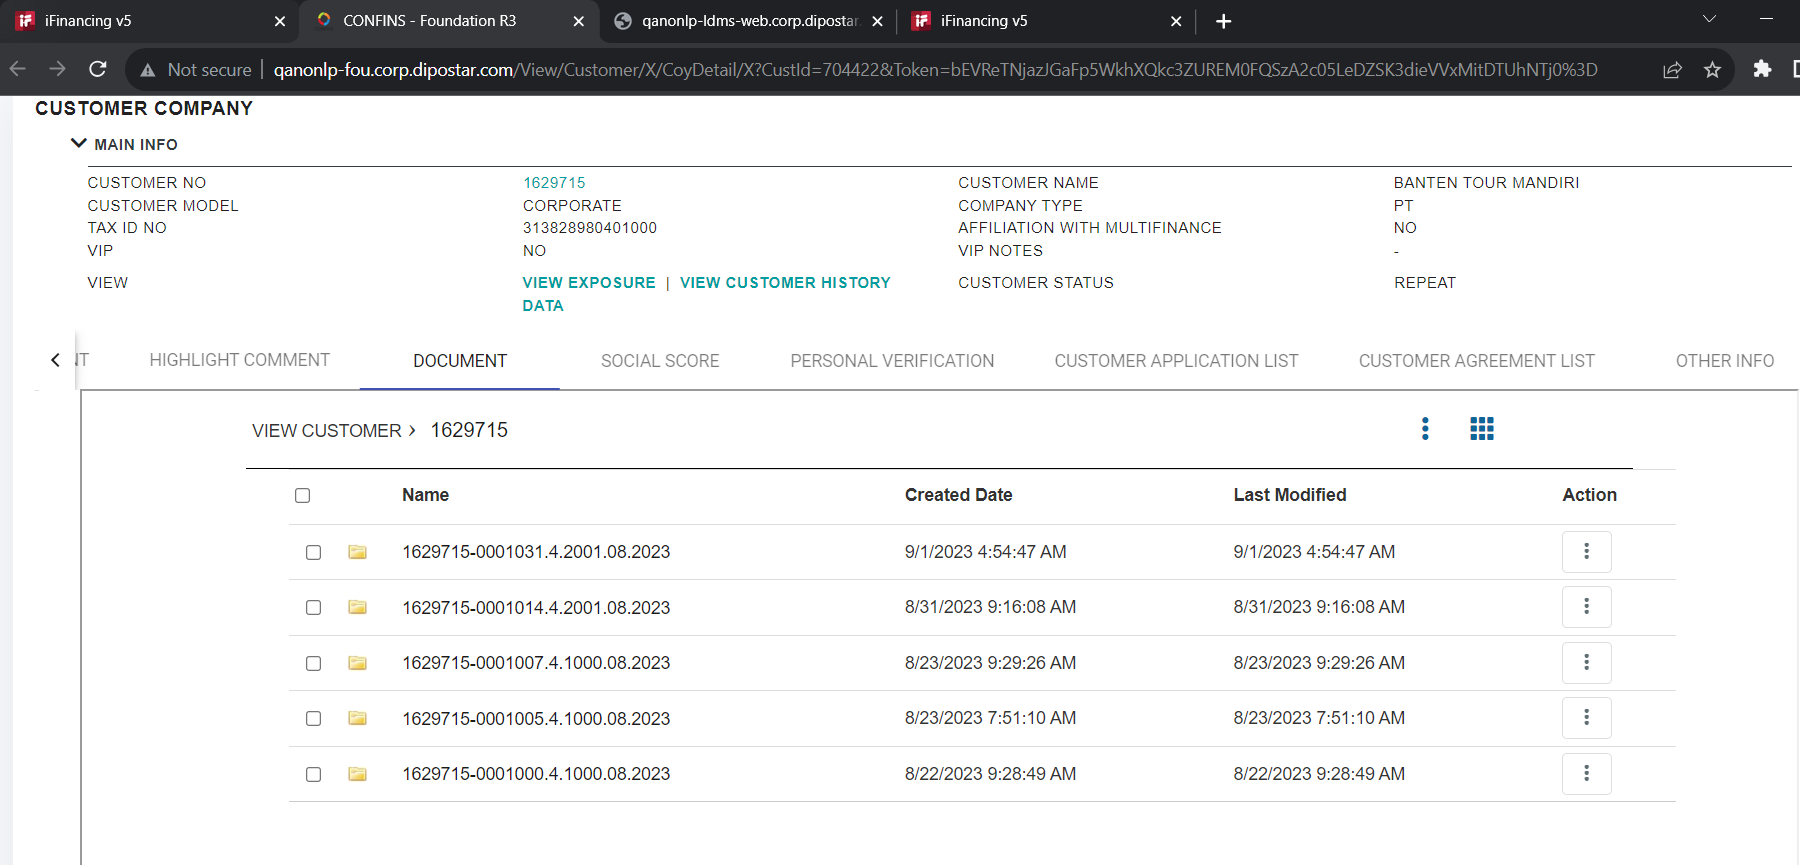 iFinancing v5
CONFINS - Foundation R3
qanonlp-ldms-web.corp.dipostar.
iFinancing v5
Not secure
qanonlp-fou.corp.dipostar.com/View/Customer/X/CoyDetail/X?CustId=704422&Token=bEVReTNjazJGaFp5WkhXQkc3ZUREM0FQSzA2c05LeDZSK3dieVVxMitDTUhNTj0%3D
CUSTOMER COMPANY
MAIN INFO
CUSTOMER NO 1629715 CUSTOMER NAME BANTEN TOUR MANDIRI
CUSTOMER MODEL CORPORATE COMPANY TYPE PT
TAX ID NO 313828980401000 AFFILIATION WITH MULTIFINANCE NO
VIP NO VIP NOTES -
VIEW VIEW EXPOSURE | VIEW CUSTOMER HISTORY DATA CUSTOMER STATUS REPEAT
NT HIGHLIGHT COMMENT DOCUMENT SOCIAL SCORE PERSONAL VERIFICATION CUSTOMER APPLICATION LIST CUSTOMER AGREEMENT LIST OTHER INFO
VIEW CUSTOMER › 1629715
Name Created Date Last Modified Action
1629715-0001031.4.2001.08.2023 9/1/2023 4:54:47 AM 9/1/2023 4:54:47 AM
1629715-0001014.4.2001.08.2023 8/31/2023 9:16:08 AM 8/31/2023 9:16:08 AM
1629715-0001007.4.1000.08.2023 8/23/2023 9:29:26 AM 8/23/2023 9:29:26 AM
1629715-0001005.4.1000.08.2023 8/23/2023 7:51:10 AM 8/23/2023 7:51:10 AM
1629715-0001000.4.1000.08.2023 8/22/2023 9:28:49 AM 8/22/2023 9:28:49 AM